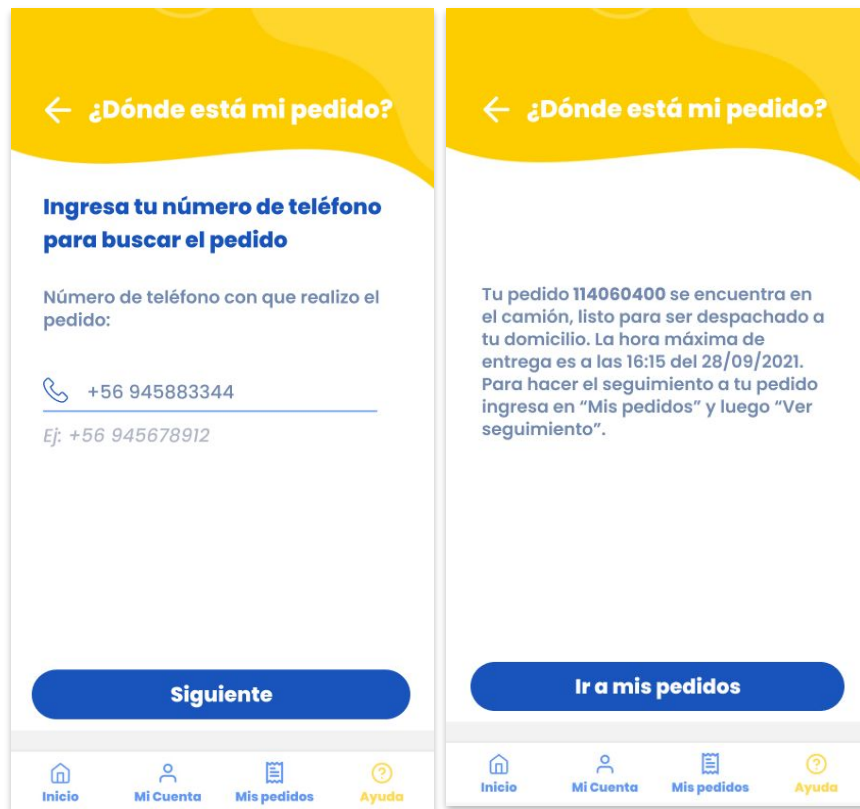 ¿Dónde está mi pedido?
Ingresa tu número de teléfono
para buscar el pedido
Número de teléfono con que realizo el
pedido:
+56 945883344
Ej: +56 945678912
Siguiente
Inicio
Mi Cuenta
Mis pedidos
Ayuda
¿Dónde está mi pedido?
Tu pedido 114060400 se encuentra en
el camión, listo para ser despachado a
tu domicilio. La hora máxima de
entrega es a las 16:15 del 28/09/2021.
Para hacer el seguimiento a tu pedido
ingresa en “Mis pedidos” y luego “Ver
seguimiento”.
Ir a mis pedidos
Inicio
Mi Cuenta
Mis pedidos
Ayuda